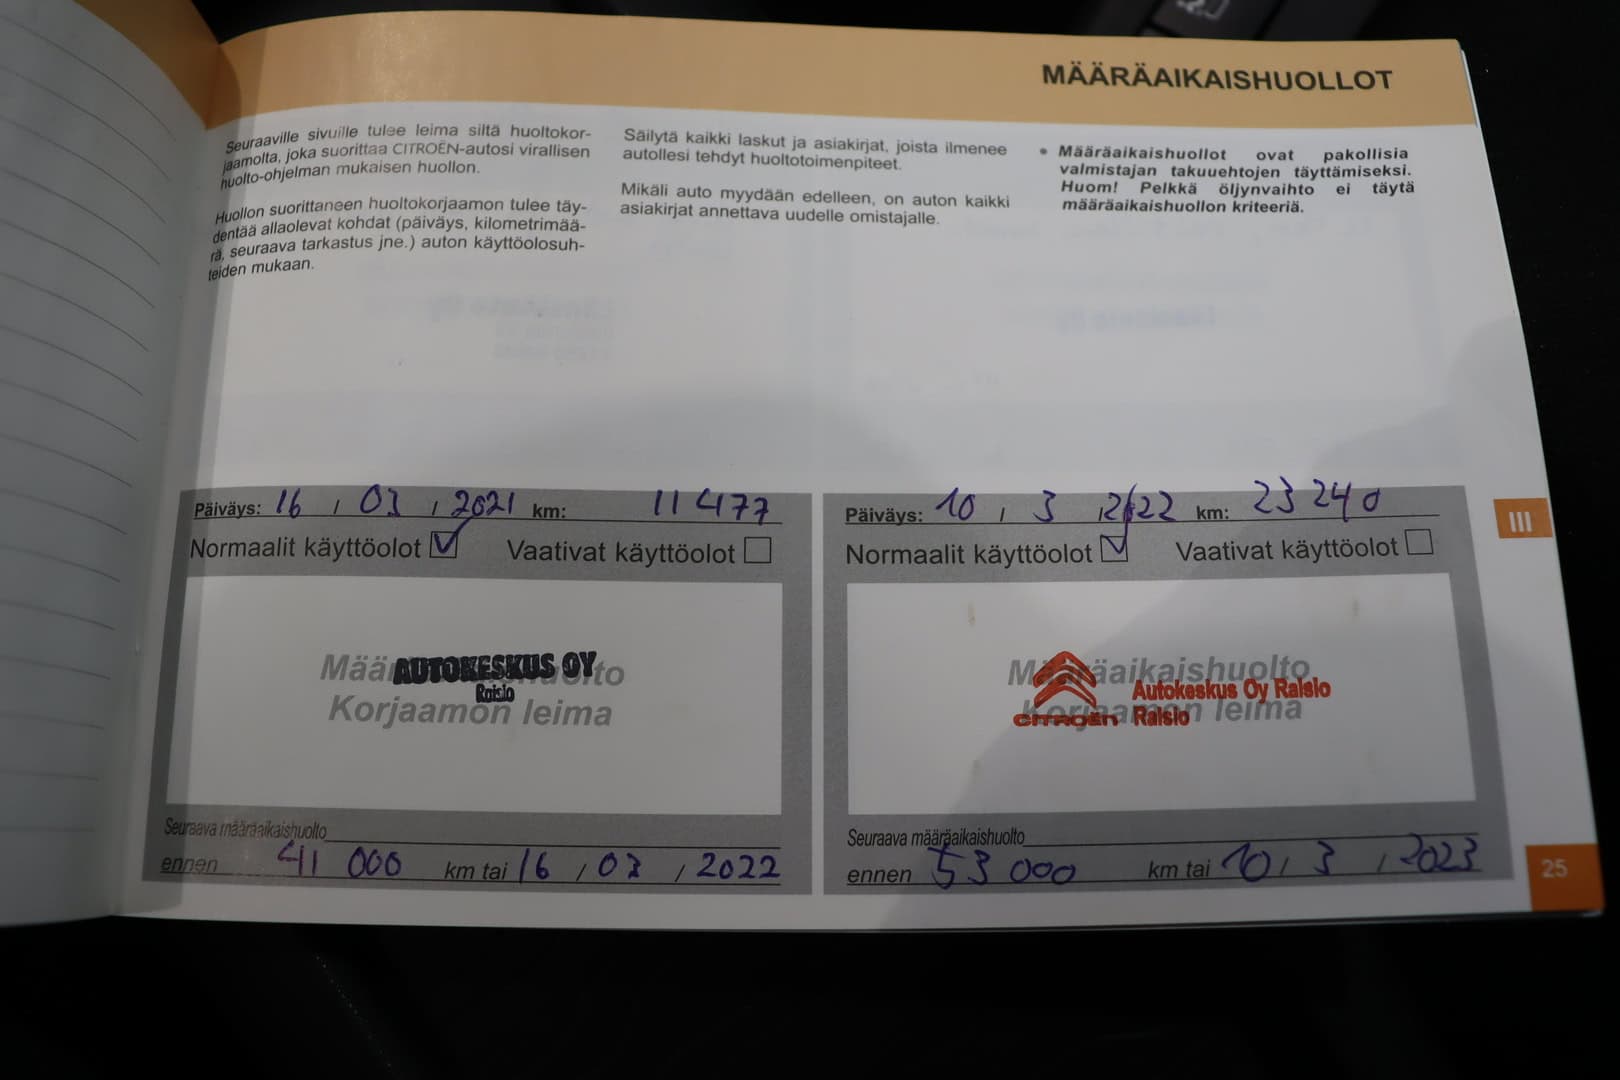 MÄÄRÄAIKAISHUOLLOT
Seuraaville sivuille tulee leima siltä huoltokor-
jaamolta, joka suorittaa CITROËN-autosi virallisen
huolto-ohjelman mukaisen huollon.
Huollon suorittaneen huoltokorjaamon tulee täy-
dentää allaolevat kohdat (päiväys, kilometrimää-
rä, seuraava tarkastus jne.) auton käyttöolosuh-
teiden mukaan.
Säilytä kaikki laskut ja asiakirjat, joista ilmenee
autollesi tehdyt huoltotoimenpiteet.
Mikäli auto myydään edelleen, on auton kaikki
asiakirjat annettava uudelle omistajalle.
• Määräaikaishuollot ovat pakollisia
valmistajan takuuehtojen täyttämiseksi.
Huom! Pelkkä öljynvaihto ei täytä
määräaikaishuollon kriteeriä.
Päiväys: 16 / 03 / 2021 km: 11 477
Normaalit käyttöolot Vaativat käyttöolot
AUTOKESKUS OY
Raisio
Korjaamon leima
Seuraava määräaikaishuolto
ennen 41 000 km tai 16 / 03 / 2022
Päiväys: 10 / 3 / 2022 km: 23 240
Normaalit käyttöolot Vaativat käyttöolot
Määräaikaishuolto
Korjaamon leima
CITROËN
Autokeskus Oy Raisio
Raisio
Seuraava määräaikaishuolto
ennen 53 000 km tai 10 / 3 / 2023
III
25